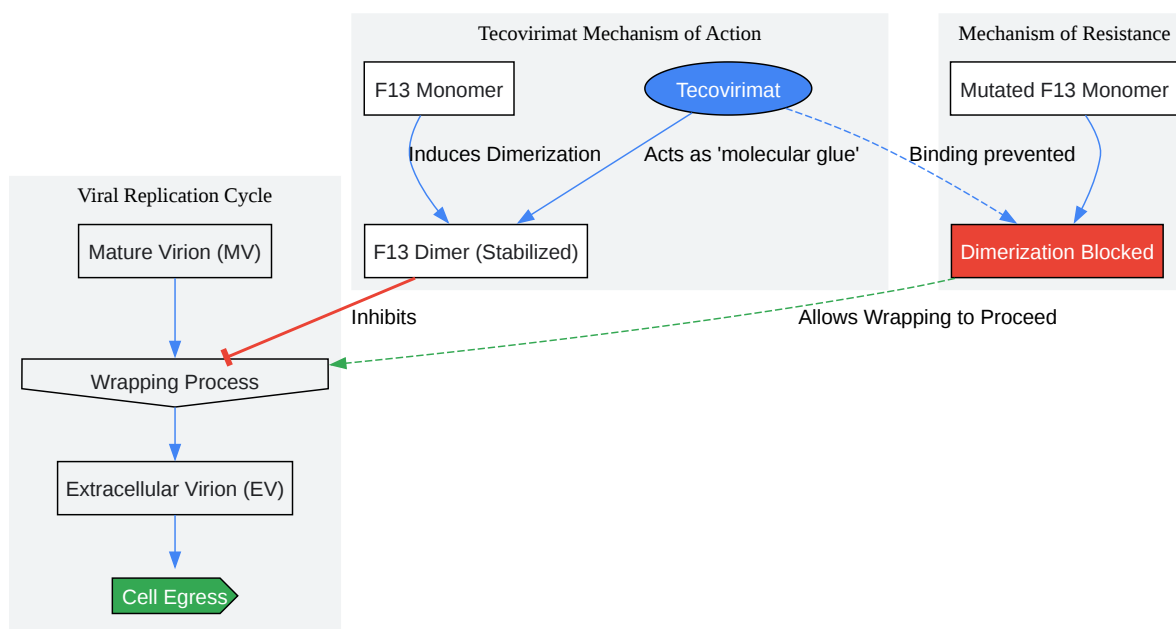 Tecovirimat Mechanism of Action
Mechanism of Resistance
F13 Monomer
Tecovirimat
Mutated F13 Monomer
Induces Dimerization
Acts as 'molecular glue'
Binding prevented
Viral Replication Cycle
Mature Virion (MV)
F13 Dimer (Stabilized)
Dimerization Blocked
Inhibits
Allows Wrapping to Proceed
Wrapping Process
Extracellular Virion (EV)
Cell Egress